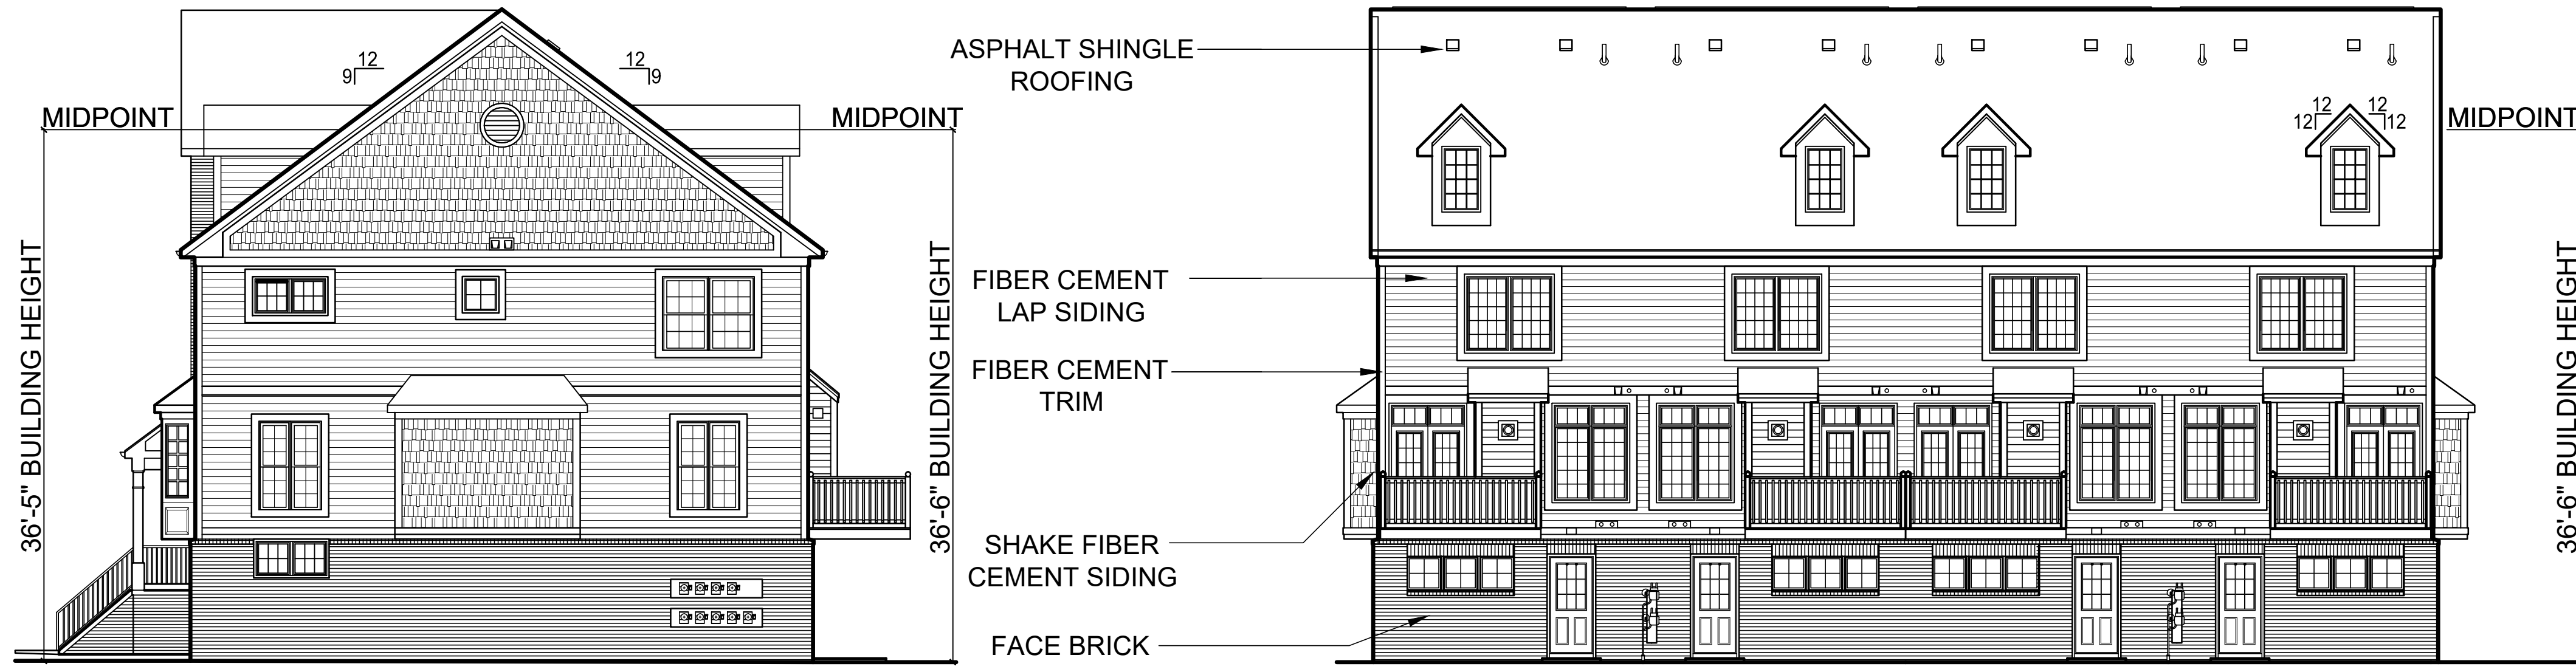 12
9
12
9
MIDPOINT
MIDPOINT
36'-5" BUILDING HEIGHT
36'-6" BUILDING HEIGHT
ASPHALT SHINGLE
ROOFING
FIBER CEMENT
LAP SIDING
FIBER CEMENT
TRIM
SHAKE FIBER
CEMENT SIDING
FACE BRICK
12
12
12
12
MIDPOINT
36'-6" BUILDING HEIGHT